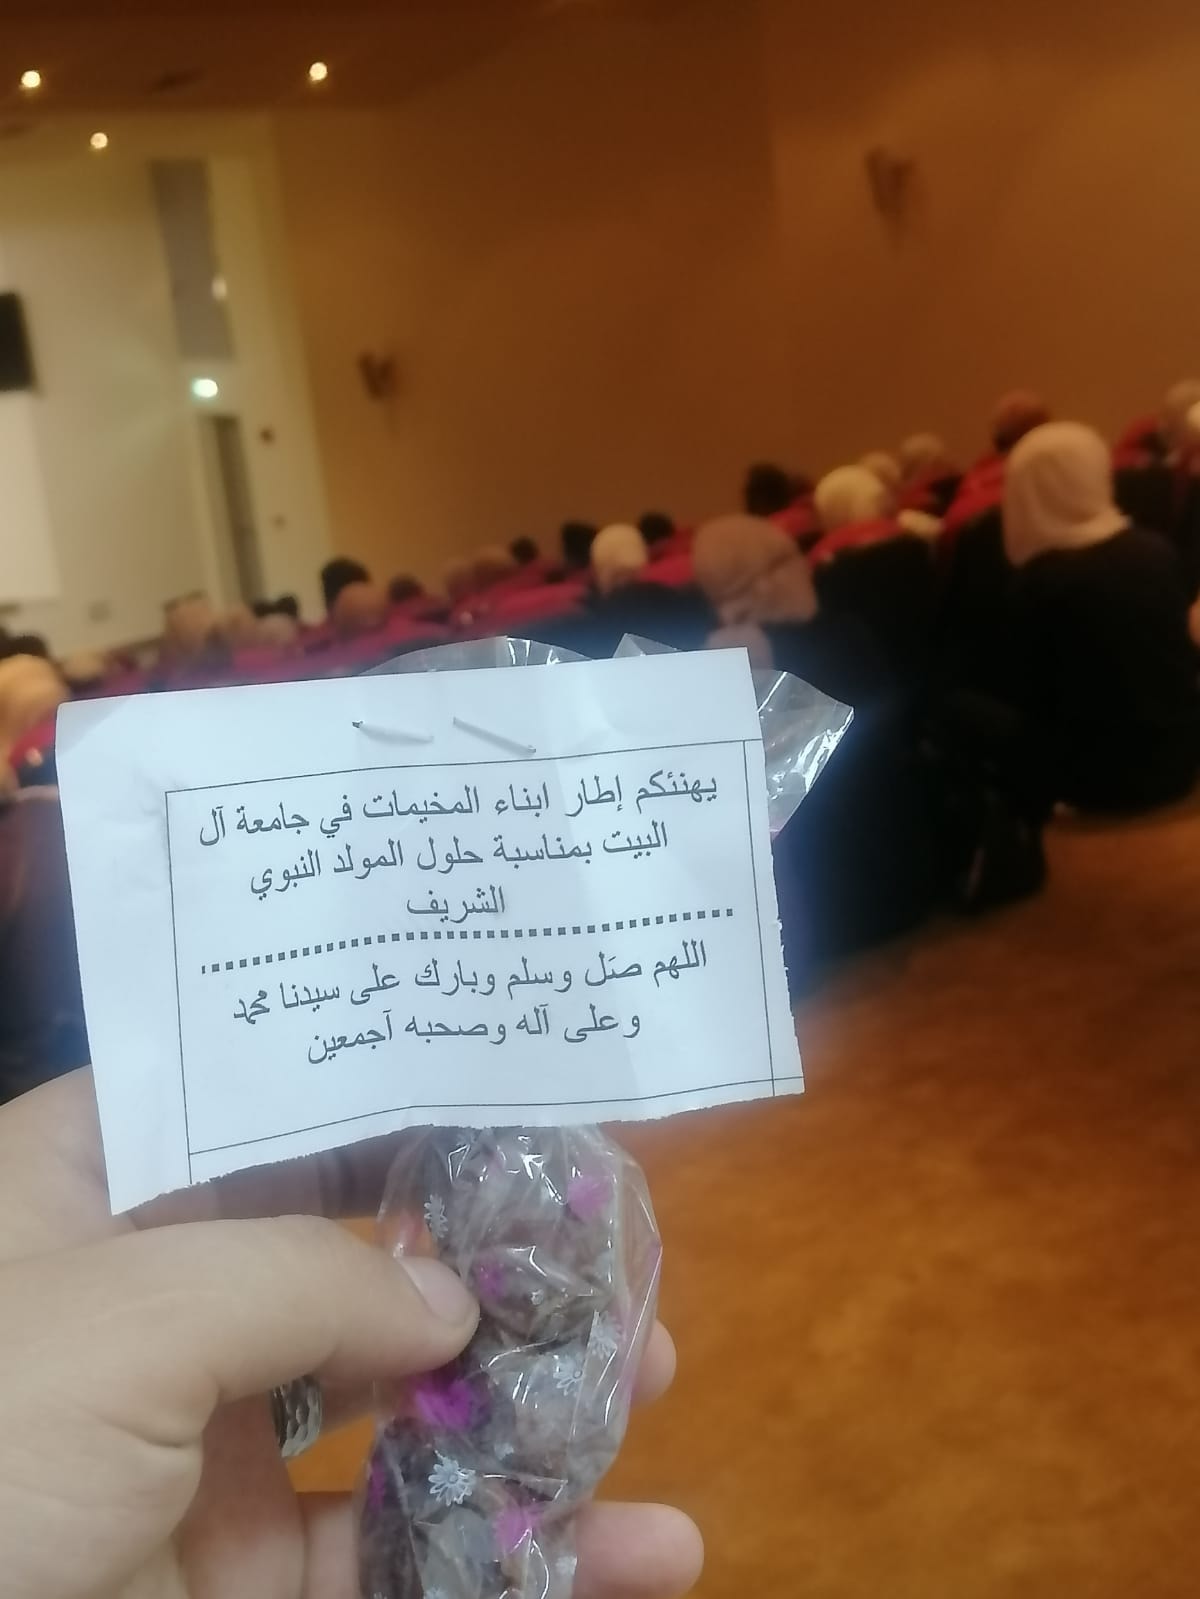 يهنئكم إطار ابناء المخيمات في جامعة آل
البيت بمناسبة حلول المولد النبوي
الشريف
اللهم صَل وسلم وبارك على سيدنا محمد
وعلى آله وصحبه آجمعين